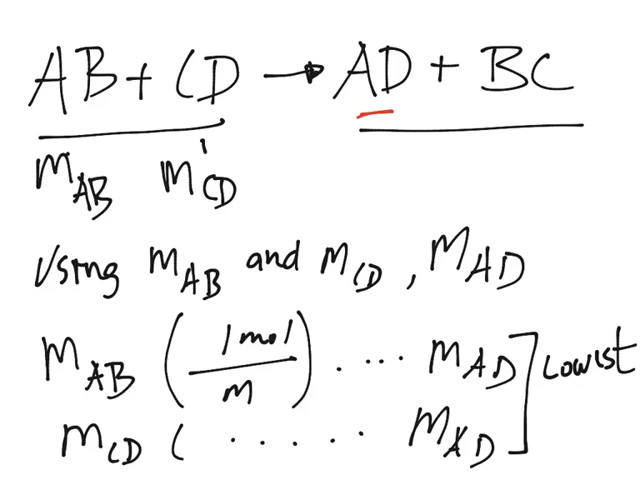 AB + CD → AD + BC
m_AB m_CD
Using m_AB and m_CD, m_AD
m_AB (1mol/m) .... m_AD] Lowest
m_CD ( ...... m_AD